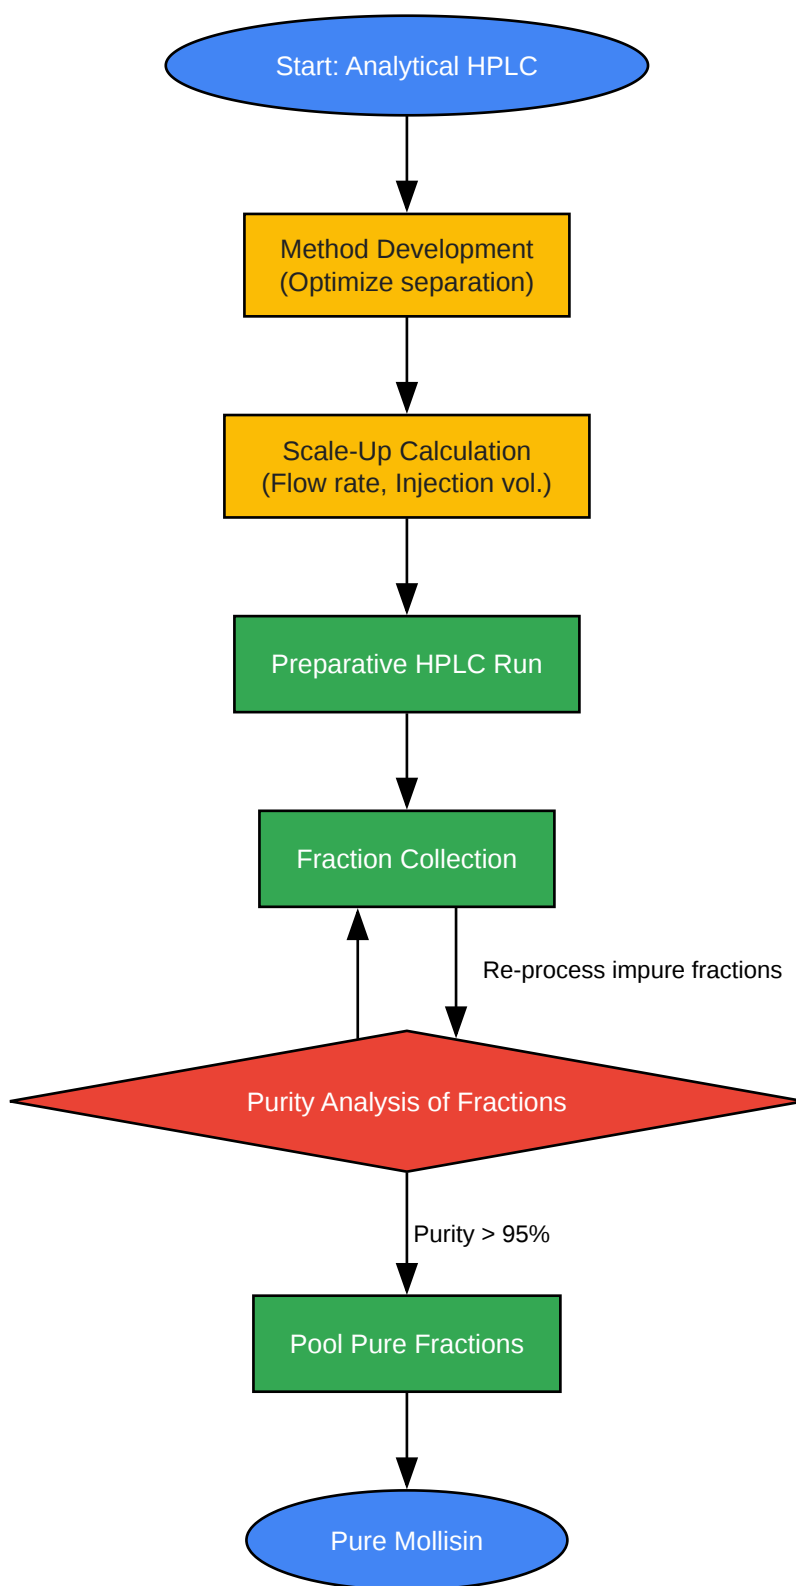 Start: Analytical HPLC
Method Development
(Optimize separation)
Scale-Up Calculation
(Flow rate, Injection vol.)
Preparative HPLC Run
Fraction Collection
Re-process impure fractions
Purity Analysis of Fractions
Purity > 95%
Pool Pure Fractions
Pure Mollisin